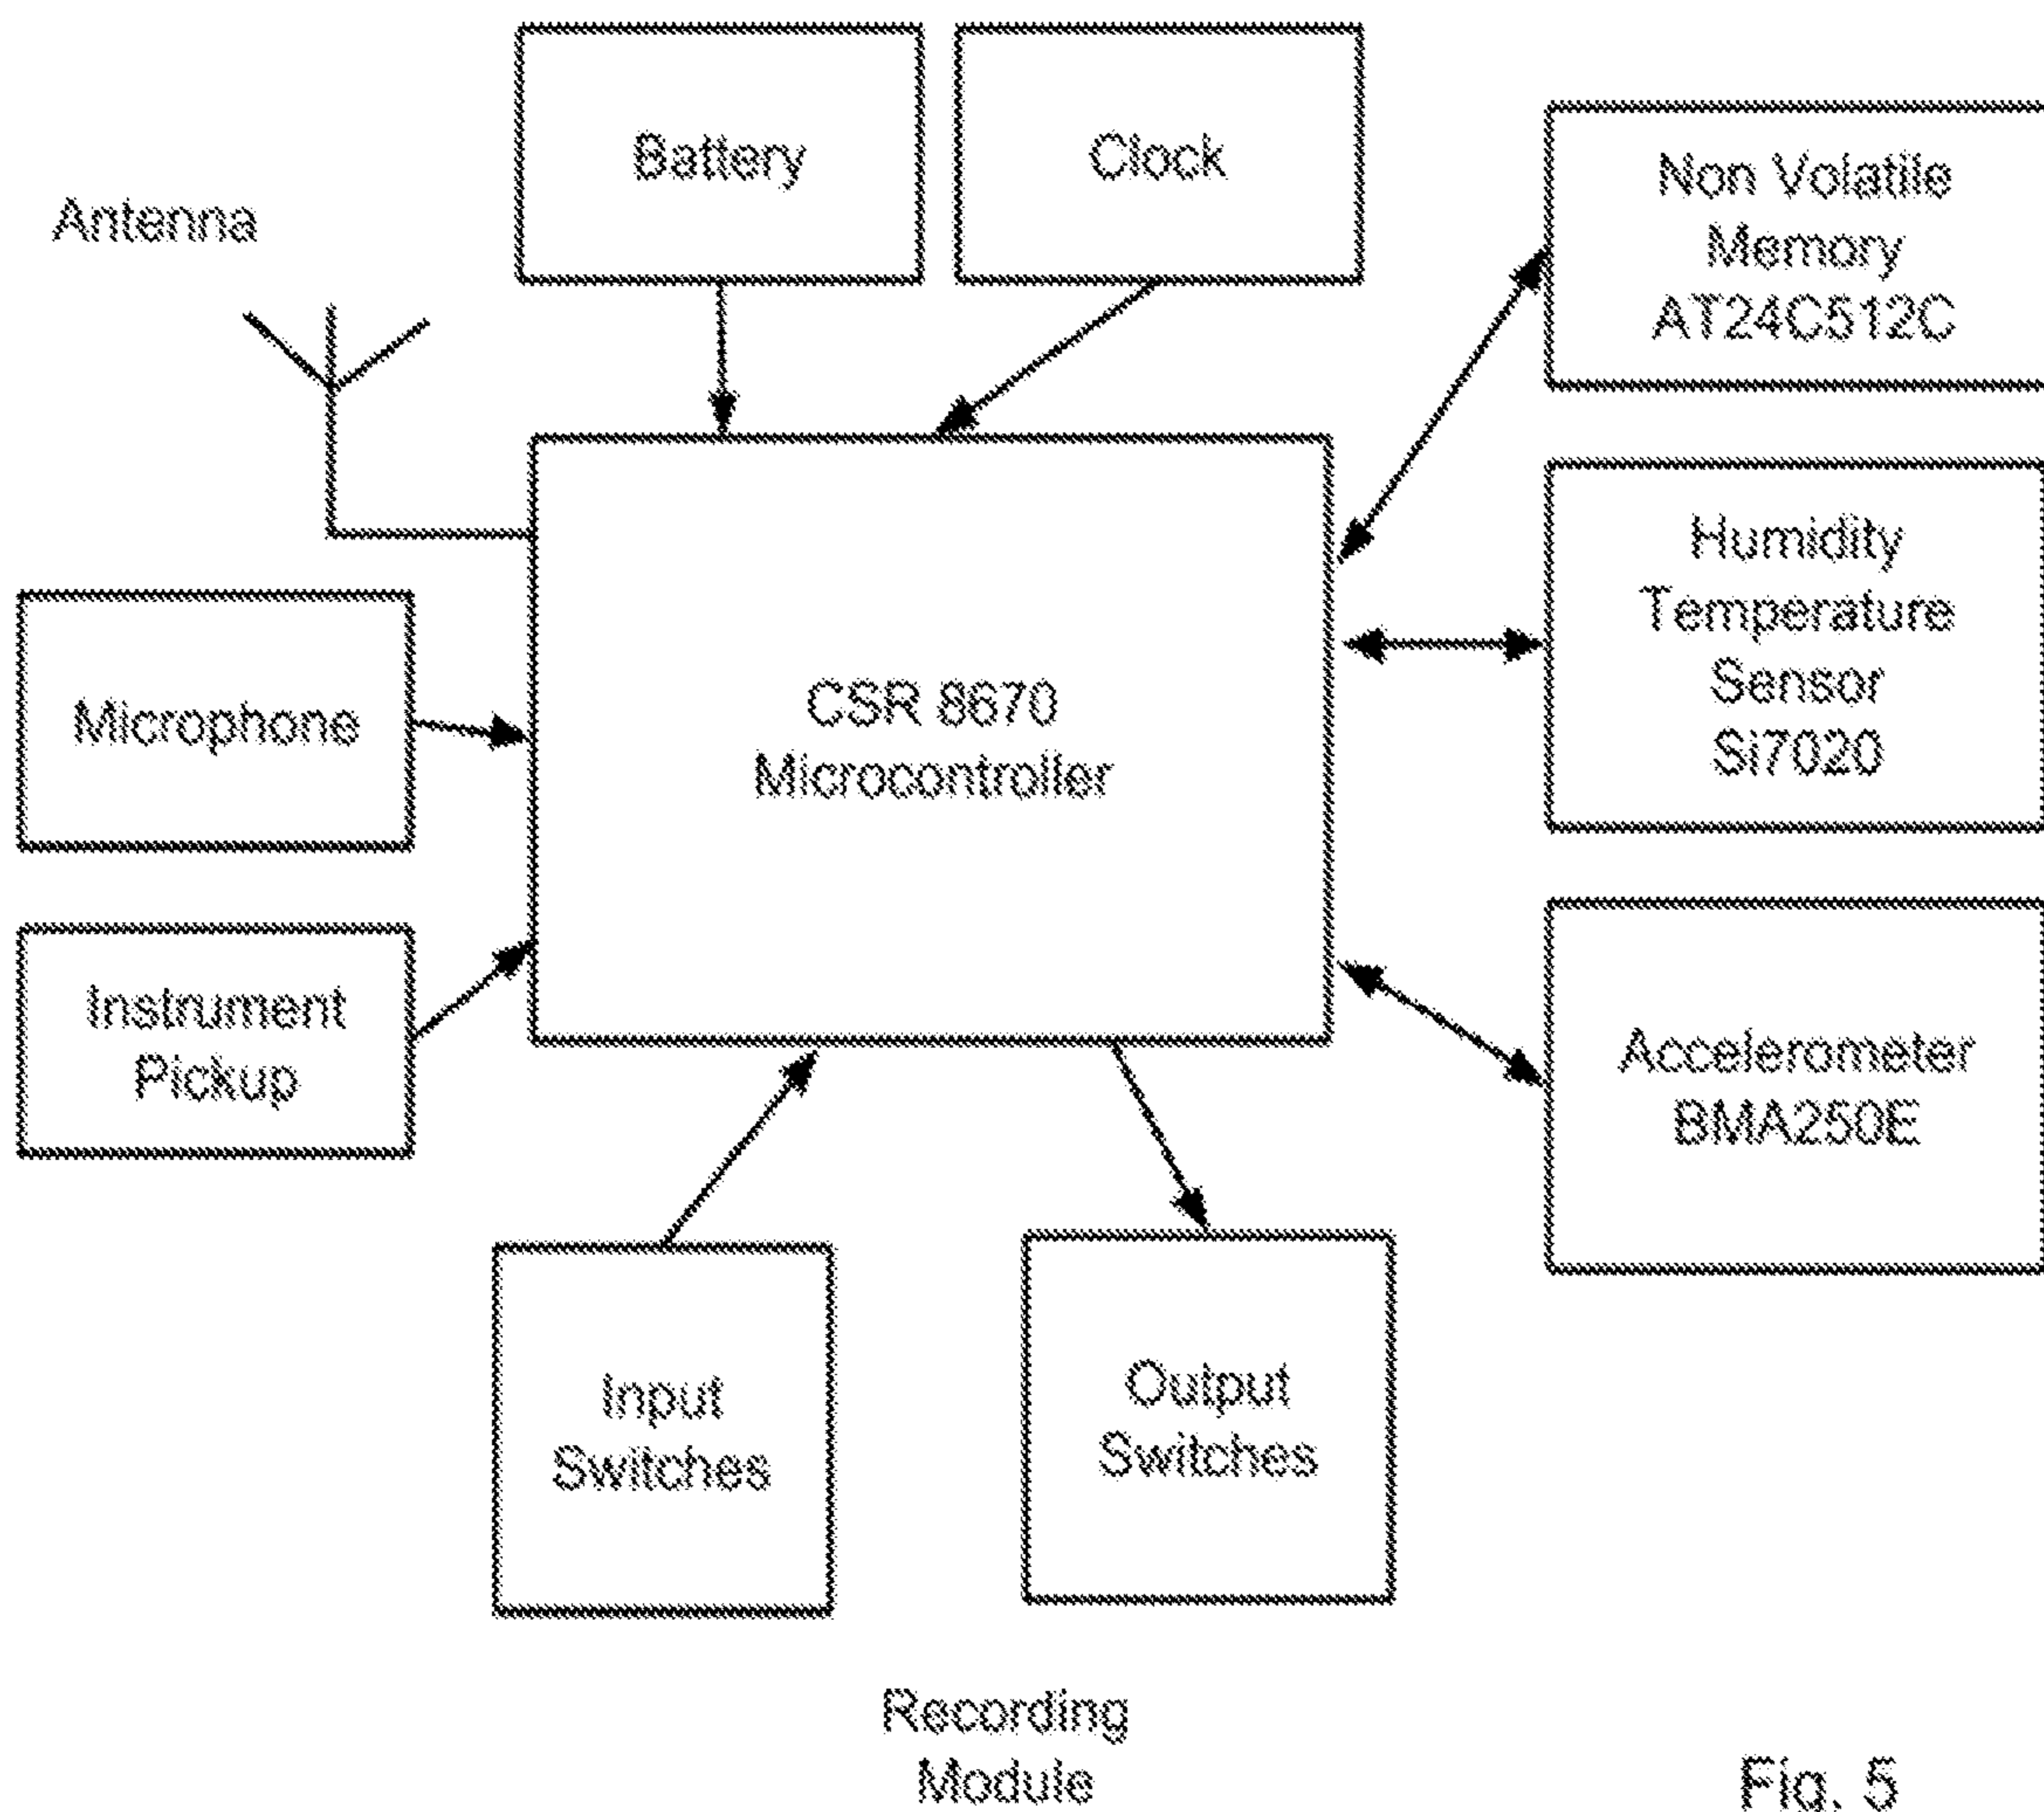 Battery
Clock
Antenna
Non Volatile
Memory
AT24C512C
Humidity
Temperature
Sensor
Si7020
Microphone
CSR 8670
Microcontroller
Instrument
Pickup
Accelerometer
BMA250E
Input
Switches
Output
Switches
Recording
Module
Fig. 5